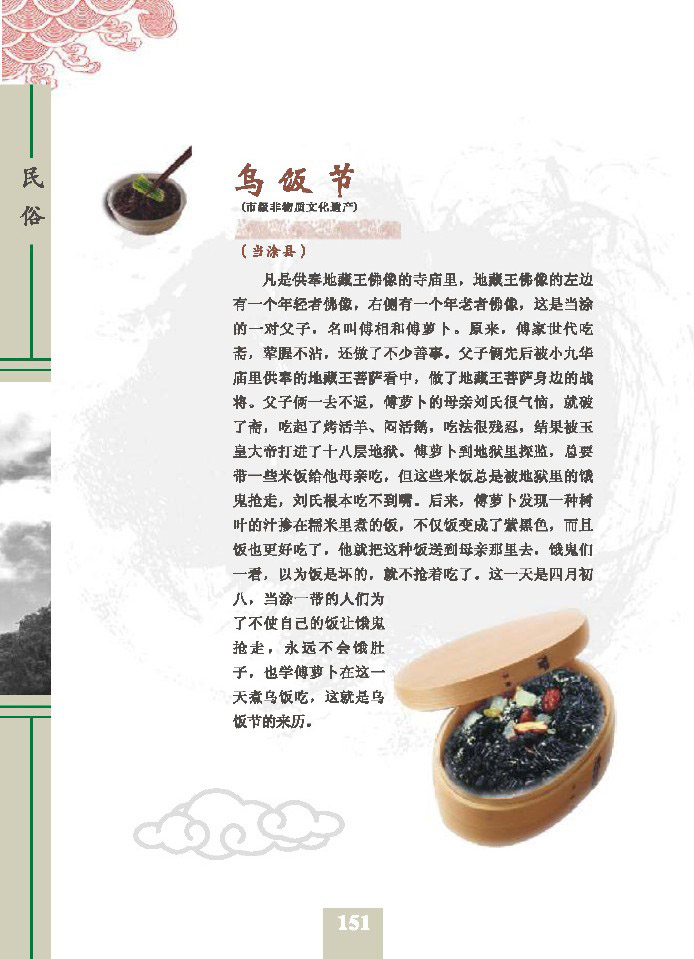 民俗
乌饭节
（市级非物质文化遗产）
（当涂县）
凡是供奉地藏王佛像的寺庙里，地藏王佛像的左边
有一个年轻者佛像，右侧有一个年老者佛像，这是当涂
的一对父子，名叫傅相和傅萝卜。原来，傅家世代吃
斋，荤腥不沾，还做了不少善事。父子俩先后被小九华
庙里供奉的地藏王菩萨看中，做了地藏王菩萨身边的战
将。父子俩一去不返，傅萝卜的母亲刘氏很气恼，就破
了斋，吃起了烤活羊、闷活鹅，吃法很残忍，结果被玉
皇大帝打进了十八层地狱。傅萝卜到地狱里探监，总要
带一些米饭给他母亲吃，但这些米饭总是被地狱里的饿
鬼抢走，刘氏根本吃不到嘴。后来，傅萝卜发现一种树
叶的汁掺在糯米里煮的饭，不仅饭变成了紫黑色，而且
饭也更好吃了，他就把这种饭送到母亲那里去，饿鬼们
一看，以为饭是坏的，就不抢着吃了。这一天是四月初
八，当涂一带的人们为
了不使自己的饭让饿鬼
抢走，永远不会饿肚
子，也学傅萝卜在这一
天煮乌饭吃，这就是乌
饭节的来历。
151